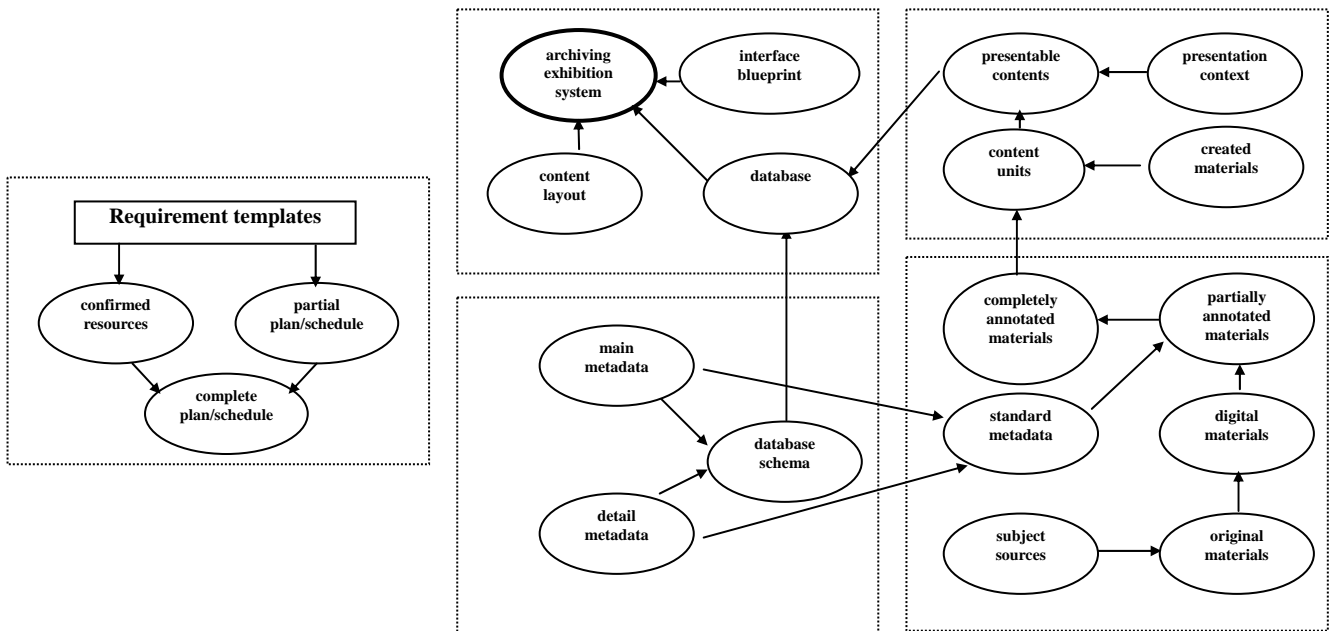 Requirement templates
confirmed
resources
partial
plan/schedule
complete
plan/schedule
archiving
exhibition
system
interface
blueprint
content
layout
database
main
metadata
database
schema
detail
metadata
presentable
contents
presentation
context
content
units
created
materials
completely
annotated
materials
partially
annotated
materials
standard
metadata
digital
materials
subject
sources
original
materials